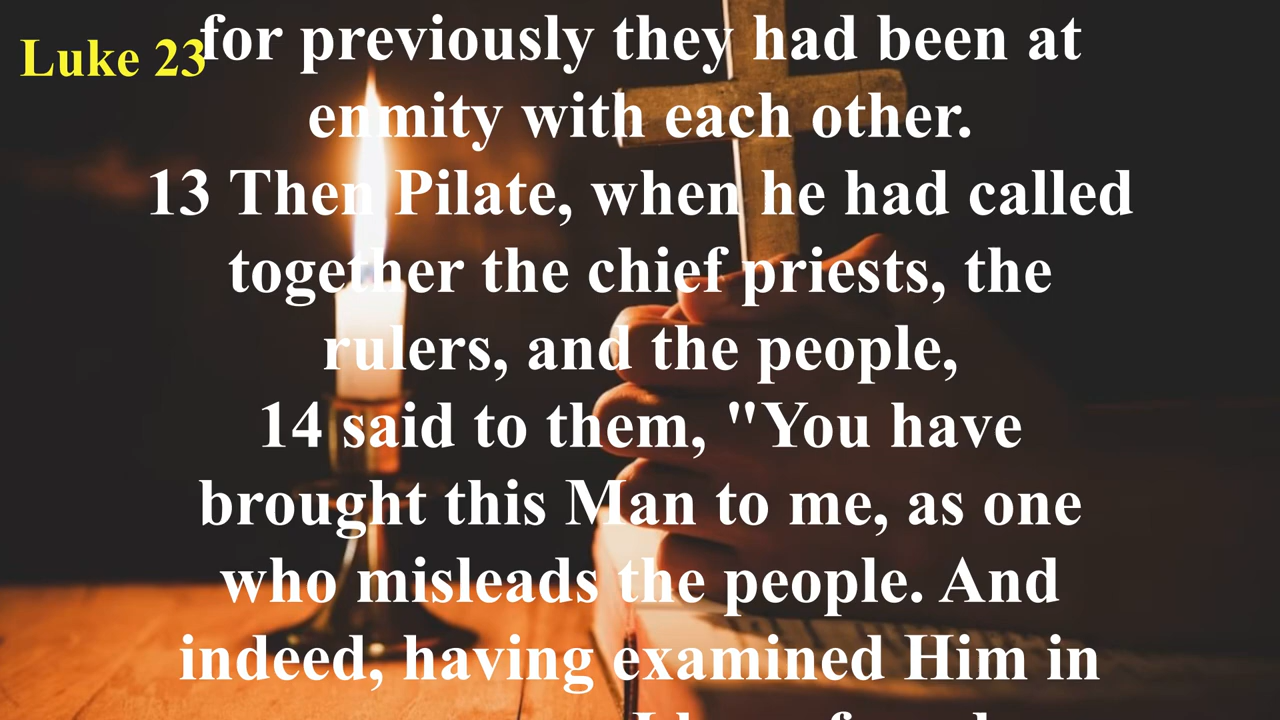 Luke 23
for previously they had been at
enmity with each other.
13 Then Pilate, when he had called
together the chief priests, the
rulers, and the people,
14 said to them, "You have
brought this Man to me, as one
who misleads the people. And
indeed, having examined Him in